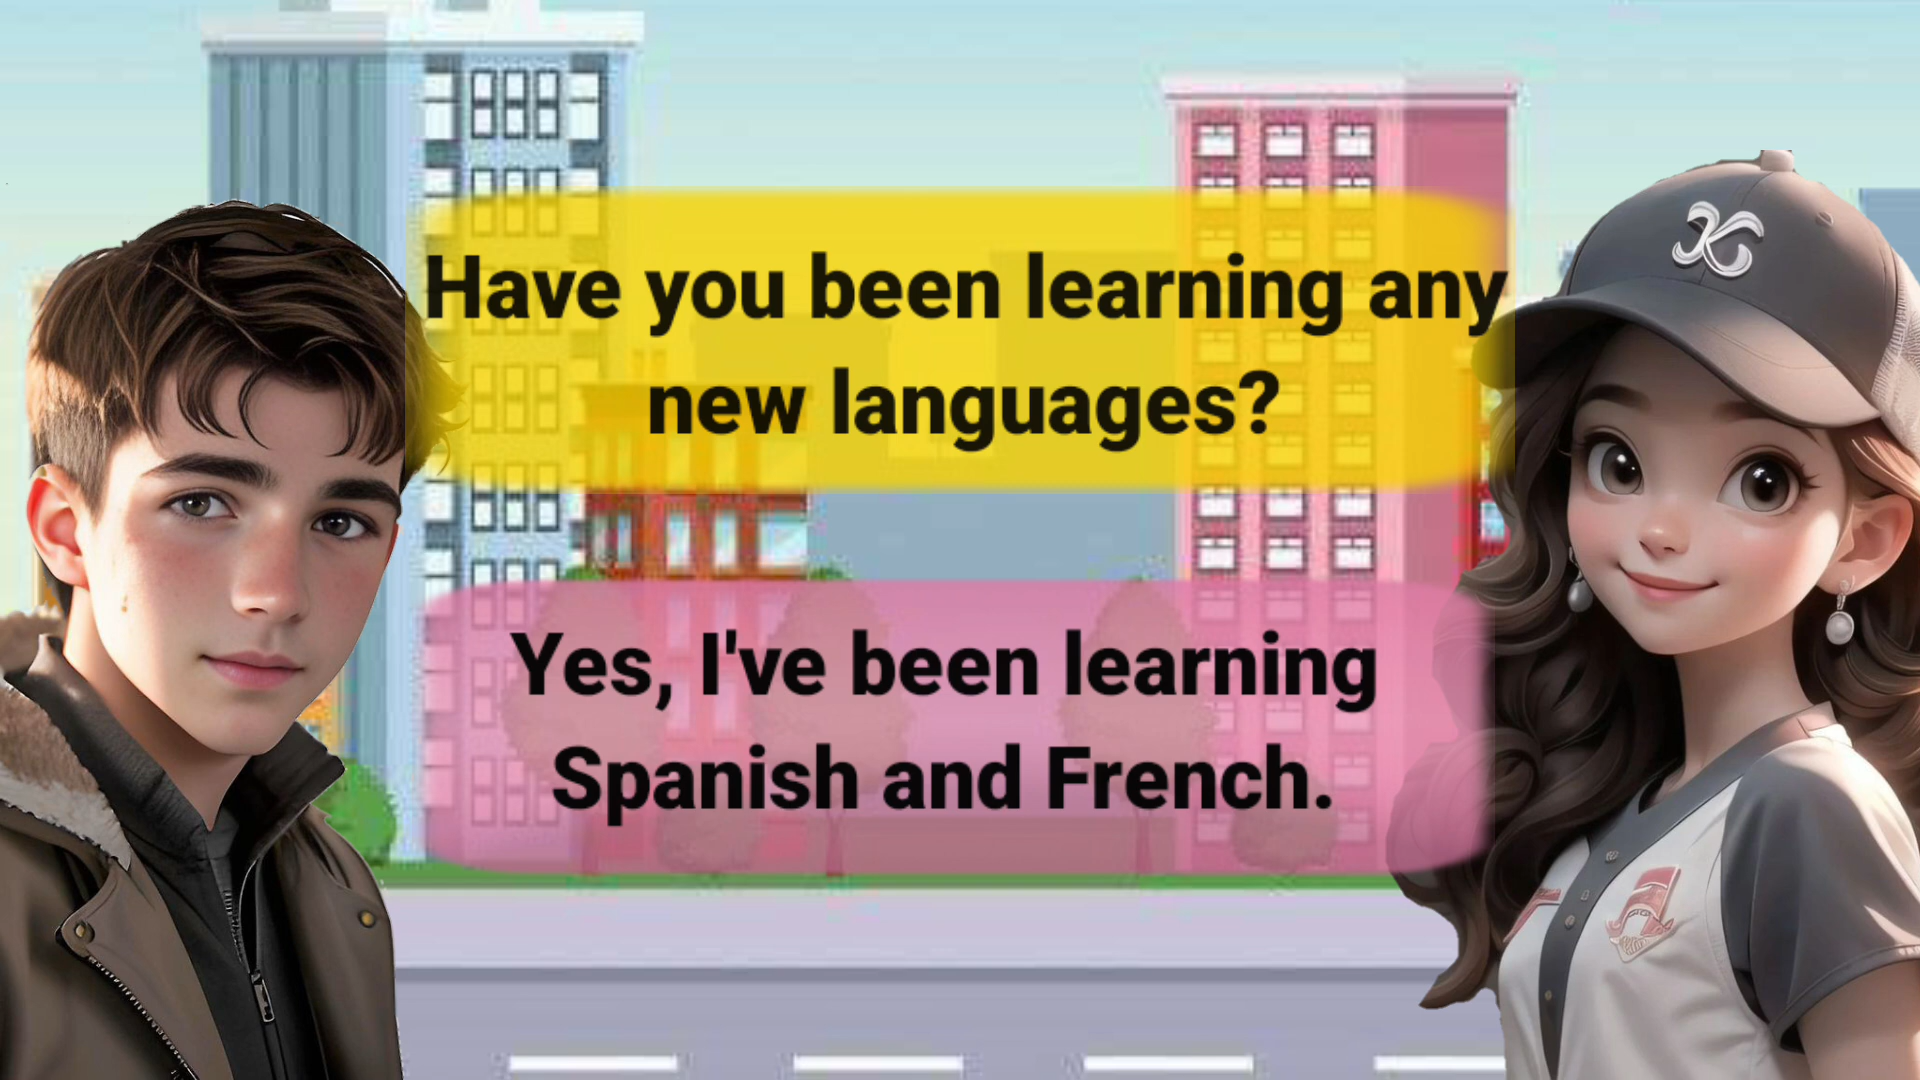 Have you been learning any
new languages?
Yes, I've been learning
Spanish and French.